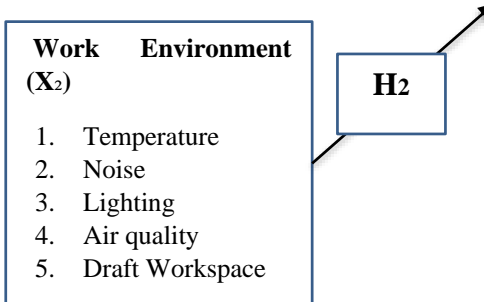 Work Environment
(X₂)
1. Temperature
2. Noise
3. Lighting
4. Air quality
5. Draft Workspace
H2